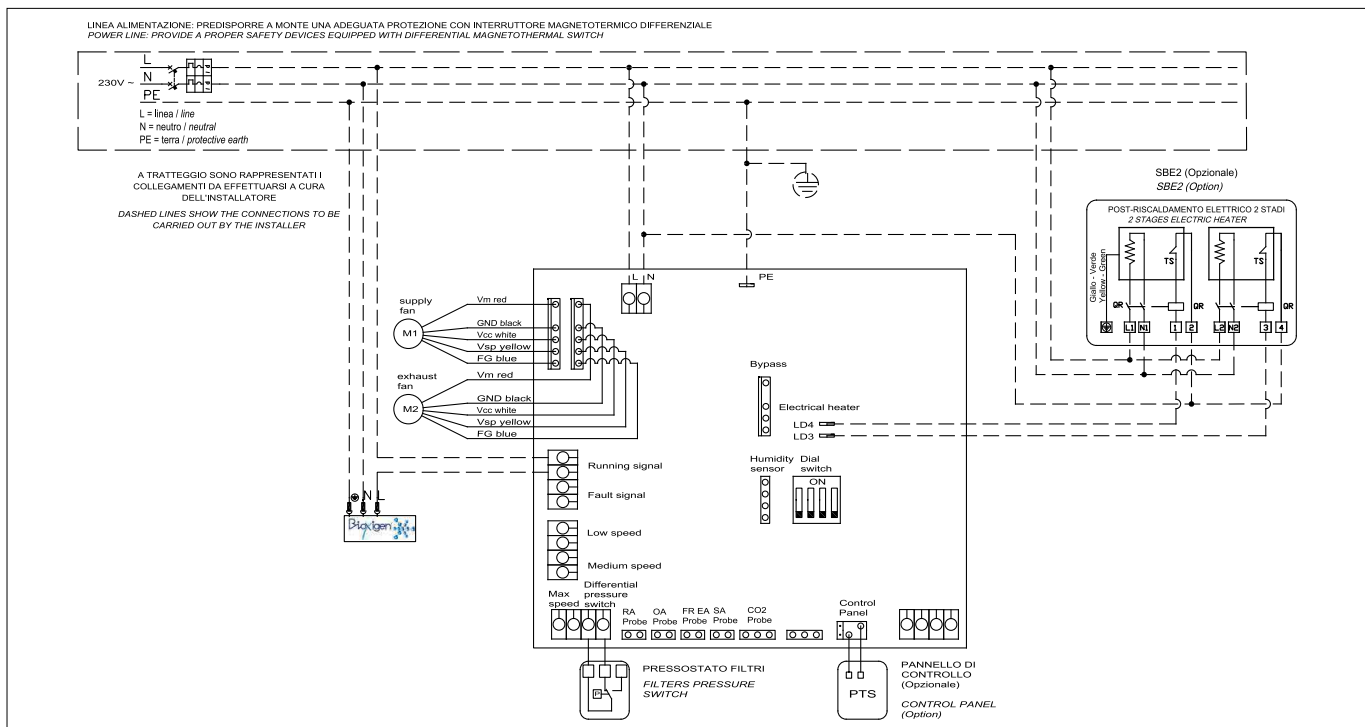 LINEA ALIMENTAZIONE: PREDISPORRE A MONTE UNA ADEGUATA PROTEZIONE CON INTERRUTTORE MAGNETOTERMICO DIFFERENZIALE
POWER LINE: PROVIDE A PROPER SAFETY DEVICES EQUIPPED WITH DIFFERENTIAL MAGNETOTHERMAL SWITCH
L
N
230V ~
PE
L = linea / line
N = neutro / neutral
PE = terra / protective earth
A TRATTEGGIO SONO RAPPRESENTATI I
COLLEGAMENTI DA EFFETTUARSI A CURA
DELL'INSTALLATORE
DASHED LINES SHOW THE CONNECTIONS TO BE
CARRIED OUT BY THE INSTALLER
SBE2 (Opzionale)
SBE2 (Option)
POST-RISCALDAMENTO ELETTRICO 2 STADI
2 STAGES ELECTRIC HEATER
Giallo - Verde
Yellow - Green
TS
TS
QR
QR
QR
L1 N1 1 2 L2 N2 3 4
L N
PE
supply
fan
M1
Vm red
GND black
Vcc white
Vsp yellow
FG blue
exhaust
fan
M2
Vm red
GND black
Vcc white
Vsp yellow
FG blue
Bypass
Electrical heater
LD4
LD3
Humidity
sensor
Dial
switch
ON
Running signal
Fault signal
Low speed
Medium speed
N L
Bioxigen
Max
speed
Differential
pressure
switch
RA
Probe
OA
Probe
FR EA
Probe
SA
Probe
CO2
Probe
Control
Panel
PRESSOSTATO FILTRI
FILTERS PRESSURE
SWITCH
P
PTS
PANNELLO DI
CONTROLLO
(Opzionale)
CONTROL PANEL
(Option)